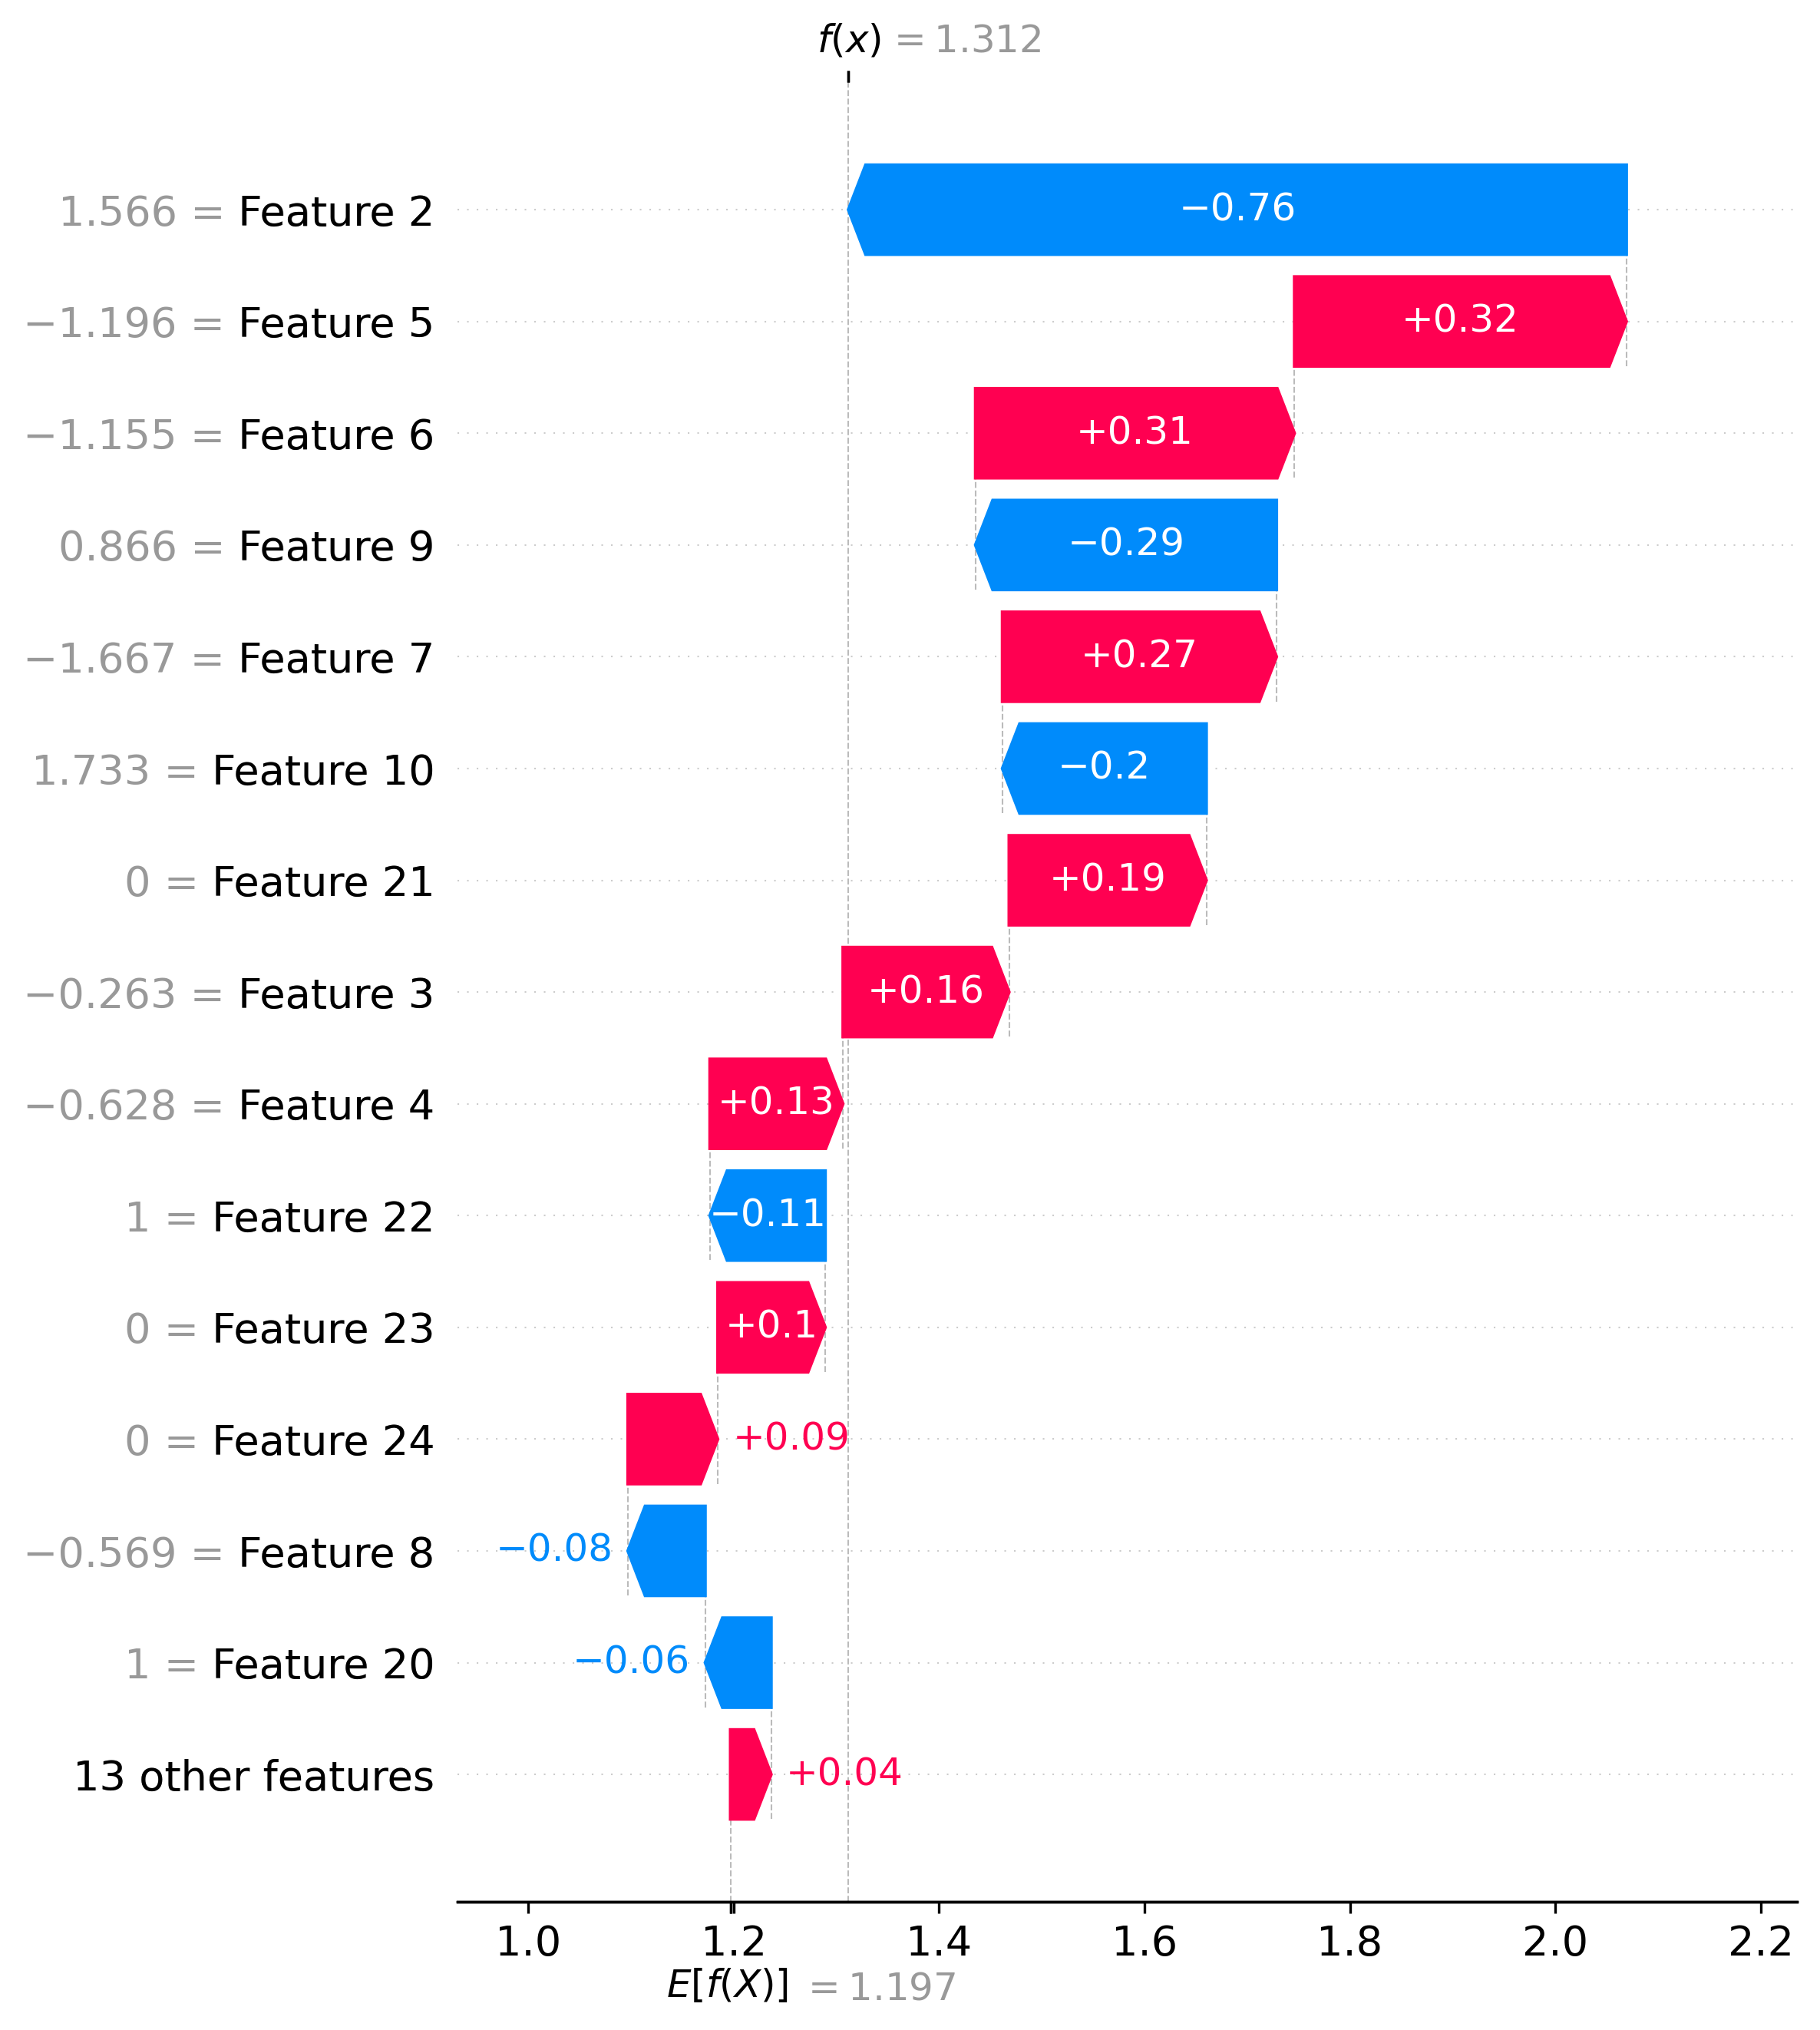 f(x) = 1.312
1.566 = Feature 2
−0.76
−1.196 = Feature 5
+0.32
−1.155 = Feature 6
+0.31
0.866 = Feature 9
−0.29
−1.667 = Feature 7
+0.27
1.733 = Feature 10
−0.2
0 = Feature 21
+0.19
−0.263 = Feature 3
+0.16
−0.628 = Feature 4
+0.13
1 = Feature 22
−0.11
0 = Feature 23
+0.1
0 = Feature 24
+0.09
−0.569 = Feature 8
−0.08
1 = Feature 20
−0.06
13 other features
+0.04
1.0 1.2 1.4 1.6 1.8 2.0 2.2
E[f(X)] = 1.197